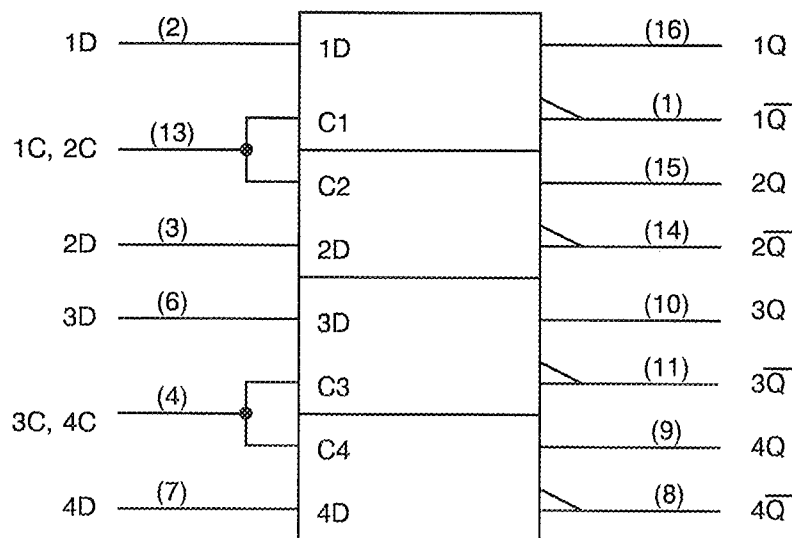 1D (2) 1D (16) 1Q
C1 (1) 1Q̅
1C, 2C (13)
C2 (15) 2Q
2D (3) 2D (14) 2Q̅
3D (6) 3D (10) 3Q
C3 (11) 3Q̅
3C, 4C (4)
C4 (9) 4Q
4D (7) 4D (8) 4Q̅